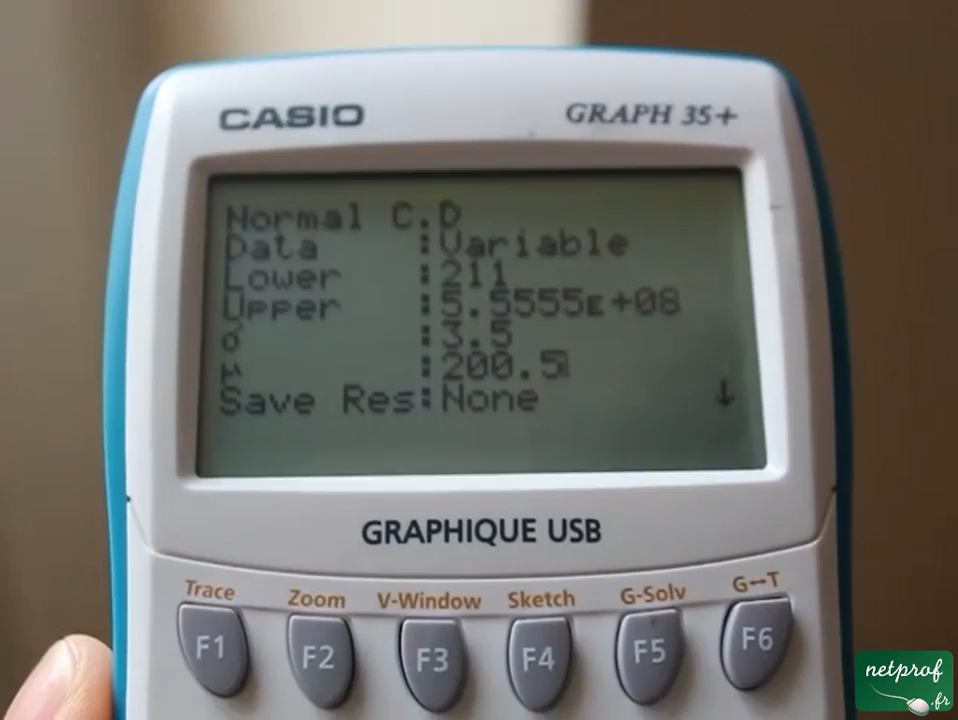 CASIO
GRAPH 35+
Normal C.D
Data :Variable
Lower :211
Upper :5.5555E+08
σ :3.5
μ :200.5
Save Res:None ↓
GRAPHIQUE USB
Trace Zoom V-Window Sketch G-Solv G↔T
F1 F2 F3 F4 F5 F6
netprof
.fr